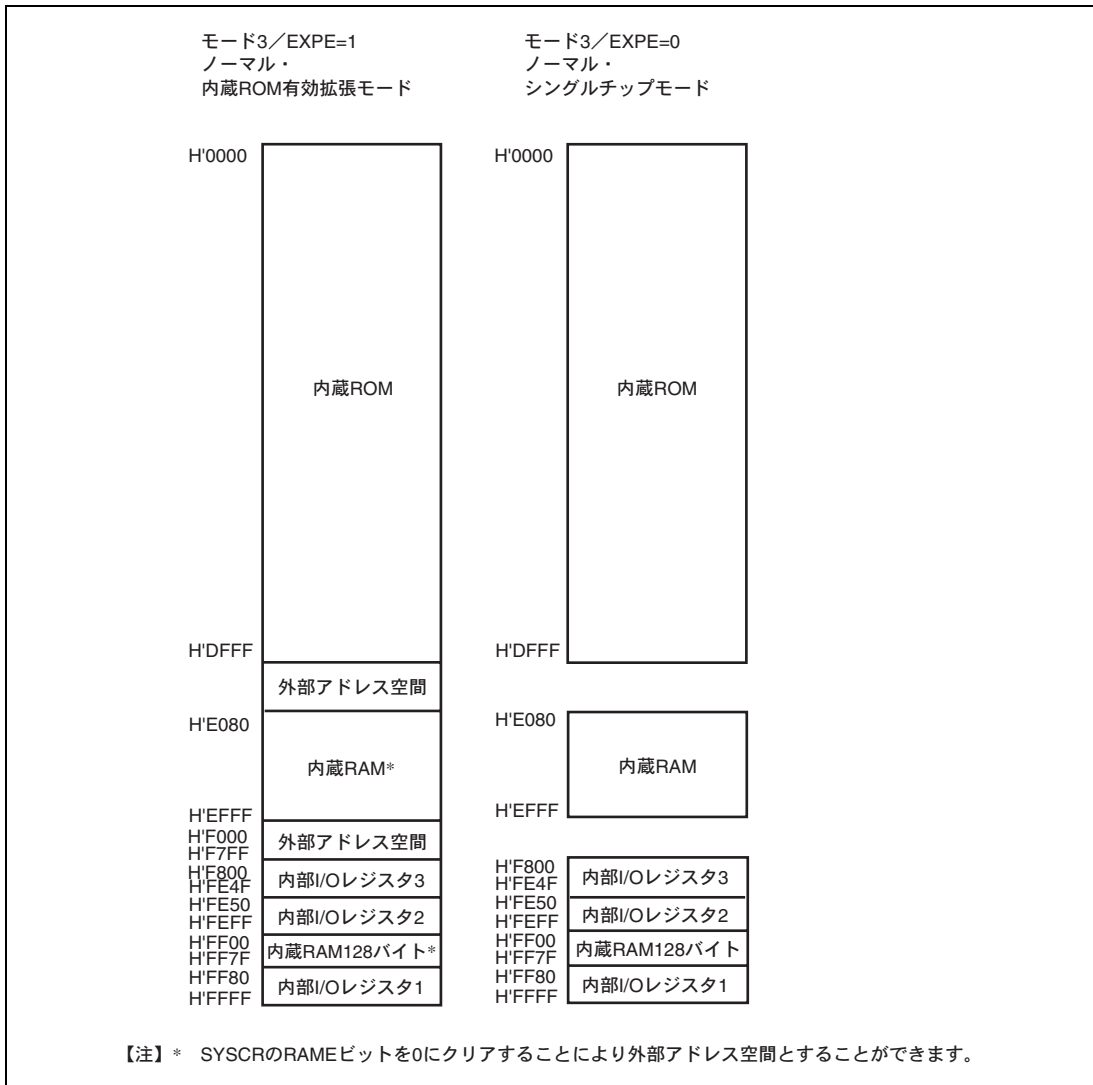 モード3／EXPE=1
ノーマル・
内蔵ROM有効拡張モード
H'0000
内蔵ROM
H'DFFF
外部アドレス空間
H'E080
内蔵RAM*
H'EFFF
H'F000
外部アドレス空間
H'F7FF
H'F800
内部I/Oレジスタ3
H'FE4F
H'FE50
内部I/Oレジスタ2
H'FEFF
H'FF00
内蔵RAM128バイト*
H'FF7F
H'FF80
内部I/Oレジスタ1
H'FFFF
モード3／EXPE=0
ノーマル・
シングルチップモード
H'0000
内蔵ROM
H'DFFF
H'E080
内蔵RAM
H'EFFF
H'F800
内部I/Oレジスタ3
H'FE4F
H'FE50
内部I/Oレジスタ2
H'FEFF
H'FF00
内蔵RAM128バイト
H'FF7F
H'FF80
内部I/Oレジスタ1
H'FFFF
【注】* SYSCRのRAMEビットを0にクリアすることにより外部アドレス空間とすることができます。